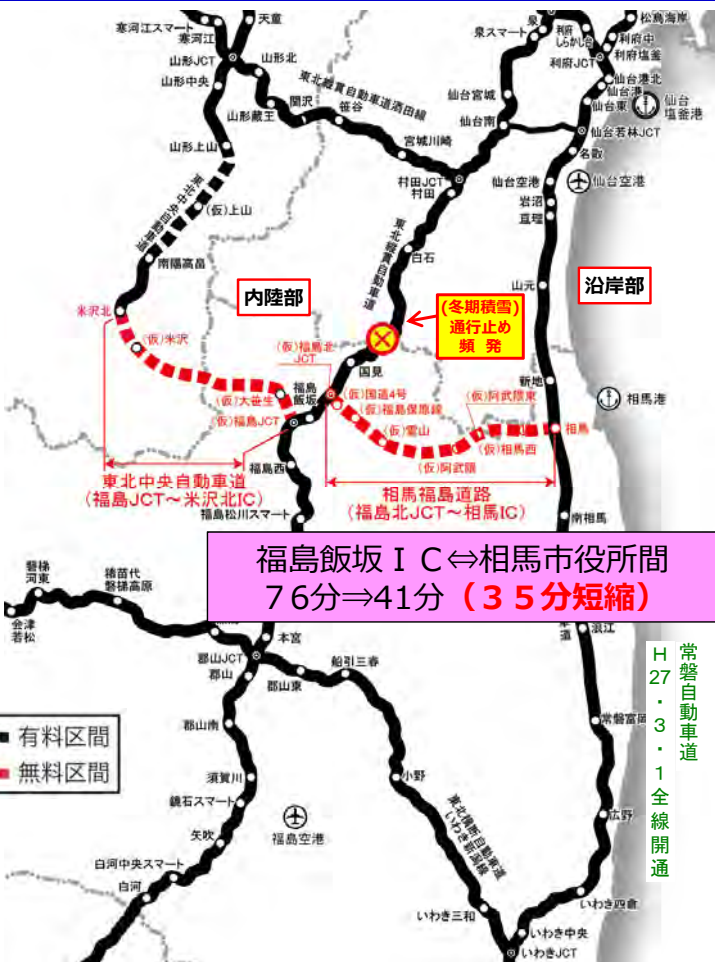 寒河江スマート
寒河江
天童
山形JCT
山形北
山形中央
山形蔵王
関沢
笹谷
東北縦貫自動車道酒田線
宮城川崎
山形上山
東北中央自動車道
(仮)上山
南陽高畠
泉
泉スマート
利府
しらかし台
利府JCT
松島海岸
利府中
利府塩釜
仙台港北
仙台港
仙台東
仙台
塩釜港
仙台宮城
仙台南
仙台若林JCT
名取
村田JCT
村田
仙台空港
仙台空港
岩沼
亘理
東北縦貫自動車道
白石
山元
内陸部
沿岸部
(冬期積雪)
通行止め
頻 発
米沢北
(仮)米沢
(仮)福島北
JCT
国見
新地
相馬港
(仮)大笹生
福島
飯坂
(仮)国道4号
(仮)福島保原線
(仮)阿武隈東
(仮)福島JCT
(仮)霊山
相馬
(仮)相馬西
(仮)阿武隈
福島西
東北中央自動車道
(福島JCT～米沢北IC)
相馬福島道路
(福島北JCT～相馬IC)
福島松川スマート
南相馬
福島飯坂ＩＣ⇔相馬市役所間
７6分⇒41分（３５分短縮）
磐梯
河東
猪苗代
磐梯高原
会津
若松
本宮
浪江
郡山JCT
郡山
郡山東
船引三春
常磐自動車道
H27・3・1全線開通
常磐富岡
有料区間
無料区間
郡山南
須賀川
鏡石スマート
小野
福島空港
東北横断自動車道
いわき新潟線
広野
矢吹
白河中央スマート
白河
いわき三和
いわき四倉
いわき中央
いわきJCT